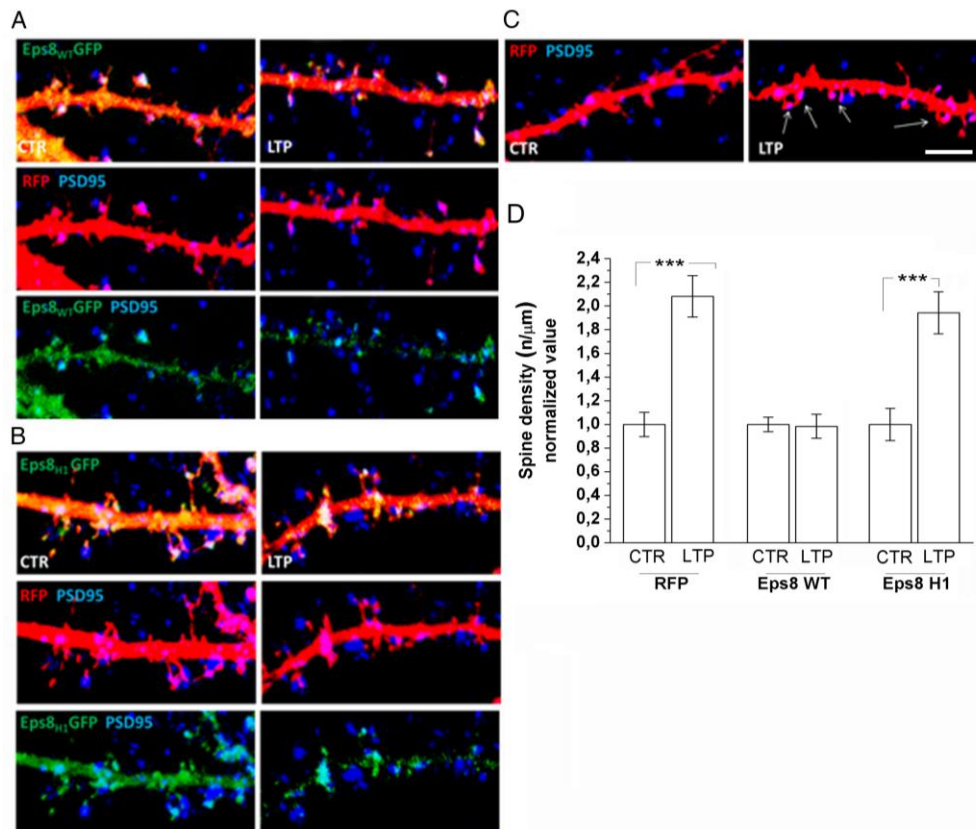 A
Eps8WTGFP
CTR
LTP
RFP PSD95
Eps8WTGFP PSD95
B
Eps8H1GFP
CTR
LTP
RFP PSD95
Eps8H1GFP PSD95
C
RFP PSD95
CTR
LTP
D
Spine density (n/μm)
normalized value
2,4
2,2
2,0
1,8
1,6
1,4
1,2
1,0
0,8
0,6
0,4
0,2
0,0
***
***
CTR LTP CTR LTP CTR LTP
RFP Eps8 WT Eps8 H1